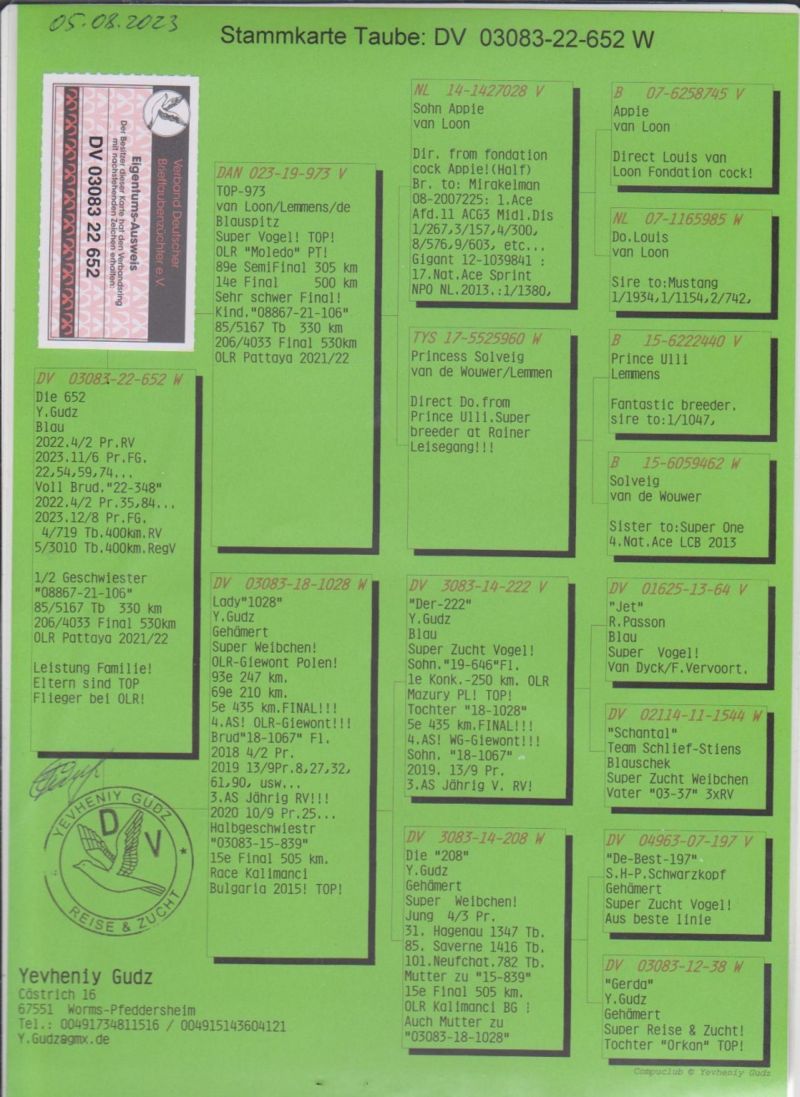 05.08.2023
Stammkarte Taube: DV 03083-22-652 W
Verband Deutscher
Brieftaubenzüchter e.V.
Eigentums-Ausweis
Der Besitzer dieser Karte hat den Verbandsring
mit nachstehenden Zeichen erhalten:
DV 03083 22 652
DV 03083-22-652 W
Die 652
Y.Gudz
Blau
2022.4/2 Pr.RV
2023.11/6 Pr.FG.
22,54,59,74...
Voll Brud."22-348"
2022.4/2 Pr.35,84...
2023.12/8 Pr.FG.
4/719 Tb.400km.RV
5/3010 Tb.400km.RegV
1/2 Geschwiester
"08867-21-106"
85/5167 Tb 330 km
206/4033 Final 530km
OLR Pattaya 2021/22
Leistung Familie!
Eltern sind TOP
Flieger bei OLR!
DAN 023-19-973 V
TOP-973
van Loon/Lemmens/de
Blauspitz
Super Vogel! TOP!
OLR "Moledo" PT!
89e SemiFinal 305 km
14e Final 500 km
Sehr schwer Final!
Kind."08867-21-106"
85/5167 Tb 330 km
206/4033 Final 530km
OLR Pattaya 2021/22
DV 03083-18-1028 W
Lady"1028"
Y.Gudz
Gehämert
Super Weibchen!
OLR-Giewont Polen!
93e 247 km.
69e 210 km.
5e 435 km.FINAL!!!
4.AS! OLR-Giewont!!!
Brud"18-1067" Fl.
2018 4/2 Pr.
2019 13/9Pr.8,27,32,
61,90, usw...
3.AS Jährig RV!!!
2020 10/9 Pr.25...
Halbgeschwiestr
"03083-15-839"
15e Final 505 km.
Race Kalimanci
Bulgaria 2015! TOP!
NL 14-1427028 V
Sohn Appie
van Loon
Dir. from fondation
cock Appie!(Half)
Br. to: Mirakelman
08-2007225: 1.Ace
Afd.11 ACG3 Midl.Dis
1/267,3/157,4/300,
8/576,9/603, etc...
Gigant 12-1039841 :
17.Nat.Ace Sprint
NPO NL.2013.:1/1380,
TYS 17-5525960 W
Princess Solveig
van de Wouwer/Lemmen
Direct Do.from
Prince Ulli.Super
breeder at Rainer
Leisegang!!!
DV 3083-14-222 V
"Der-222"
Y.Gudz
Blau
Super Zucht Vogel!
Sohn."19-646"Fl.
1e Konk.-250 km. OLR
Mazury PL! TOP!
Tochter "18-1028"
5e 435 km.FINAL!!!
4.AS! WG-Giewont!!!
Sohn. "18-1067"
2019. 13/9 Pr.
3.AS Jährig V. RV!
DV 3083-14-208 W
Die "208"
Y.Gudz
Gehämert
Super Weibchen!
Jung 4/3 Pr.
31. Hagenau 1347 Tb.
85. Saverne 1416 Tb.
101.Neufchat.782 Tb.
Mutter zu "15-839"
15e Final 505 km.
OLR Kalimanci BG !
Auch Mutter zu
"03083-18-1028"
B 07-6258745 V
Appie
van Loon
Direct Louis van
Loon Fondation cock!
NL 07-1165985 W
Do.Louis
van Loon
Sire to:Mustang
1/1934,1/1154,2/742,
B 15-6222440 V
Prince Ulli
Lemmens
Fantastic breeder.
sire to:1/1047,
B 15-6059462 W
Solveig
van de Wouwer
Sister to:Super One
4.Nat.Ace LCB 2013
DV 01625-13-64 V
"Jet"
R.Passon
Blau
Super Vogel!
Van Dyck/F.Vervoort.
DV 02114-11-1544 W
"Schantal"
Team Schlief-Stiens
Blauschek
Super Zucht Weibchen
Vater "03-37" 3xRV
DV 04963-07-197 V
"De-Best-197"
S.H-P.Schwarzkopf
Gehämert
Super Zucht Vogel!
Aus beste linie
DV 03083-12-38 W
"Gerda"
Y.Gudz
Gehämert
Super Reise & Zucht!
Tochter "Orkan" TOP!
YEVHENIY GUDZ
D V
REISE & ZUCHT
Yevheniy Gudz
Cästrich 16
67551 Worms-Pfeddersheim
Tel.: 00491734811516 / 004915143604121
Y.Gudz@gmx.de
Compuclub © Yevheniy Gudz